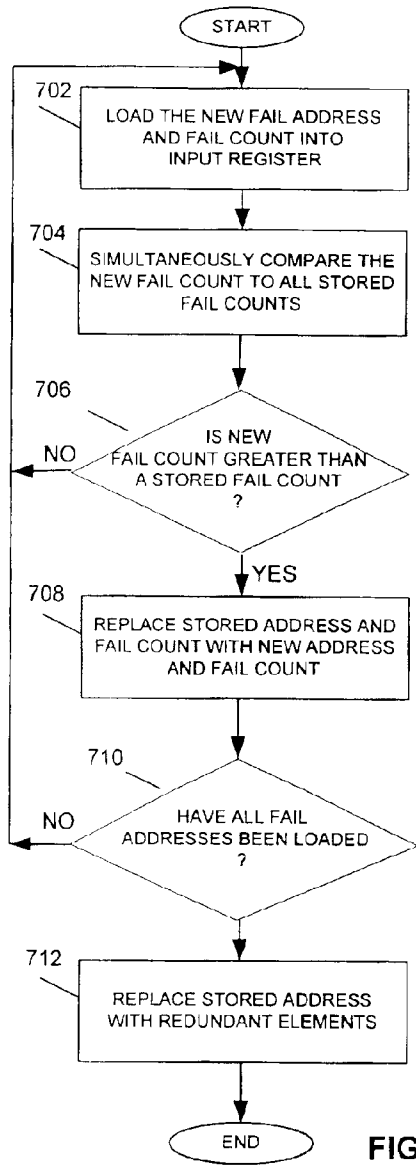 START
702
LOAD THE NEW FAIL ADDRESS
AND FAIL COUNT INTO
INPUT REGISTER
704
SIMULTANEOUSLY COMPARE THE
NEW FAIL COUNT TO ALL STORED
FAIL COUNTS
706
IS NEW
FAIL COUNT GREATER THAN
A STORED FAIL COUNT
?
NO
YES
708
REPLACE STORED ADDRESS AND
FAIL COUNT WITH NEW ADDRESS
AND FAIL COUNT
710
HAVE ALL FAIL
ADDRESSES BEEN LOADED
?
NO
712
REPLACE STORED ADDRESS
WITH REDUNDANT ELEMENTS
END
FIG